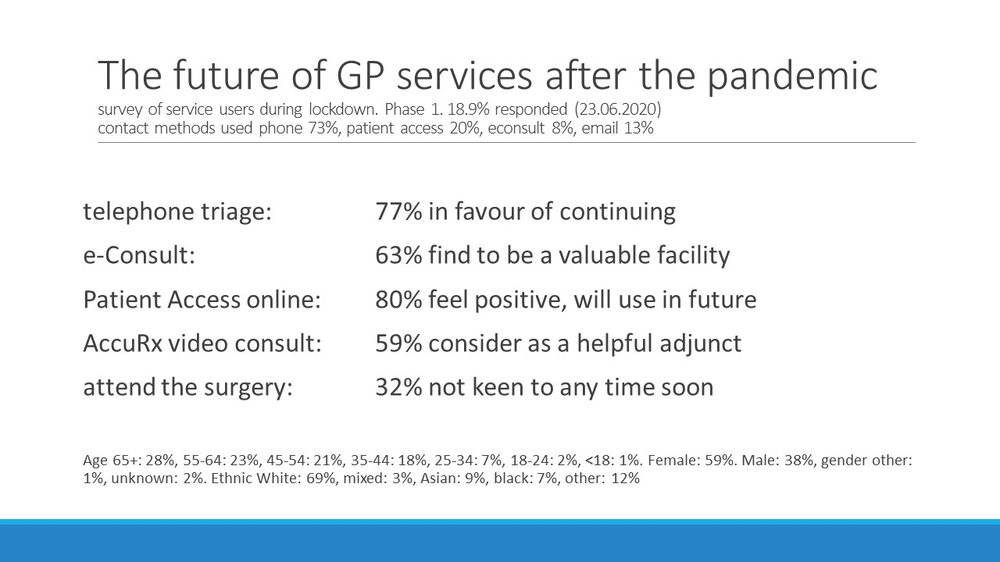 The future of GP services after the pandemic
survey of service users during lockdown. Phase 1. 18.9% responded (23.06.2020)
contact methods used phone 73%, patient access 20%, econsult 8%, email 13%
telephone triage: 77% in favour of continuing
e-Consult: 63% find to be a valuable facility
Patient Access online: 80% feel positive, will use in future
AccuRx video consult: 59% consider as a helpful adjunct
attend the surgery: 32% not keen to any time soon
Age 65+: 28%, 55-64: 23%, 45-54: 21%, 35-44: 18%, 25-34: 7%, 18-24: 2%, <18: 1%. Female: 59%. Male: 38%, gender other:
1%, unknown: 2%. Ethnic White: 69%, mixed: 3%, Asian: 9%, black: 7%, other: 12%